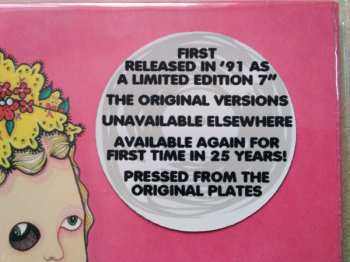 FIRST
RELEASED IN '91 AS
A LIMITED EDITION 7"
THE ORIGINAL VERSIONS
UNAVAILABLE ELSEWHERE
AVAILABLE AGAIN FOR
FIRST TIME IN 25 YEARS!
PRESSED FROM THE
ORIGINAL PLATES